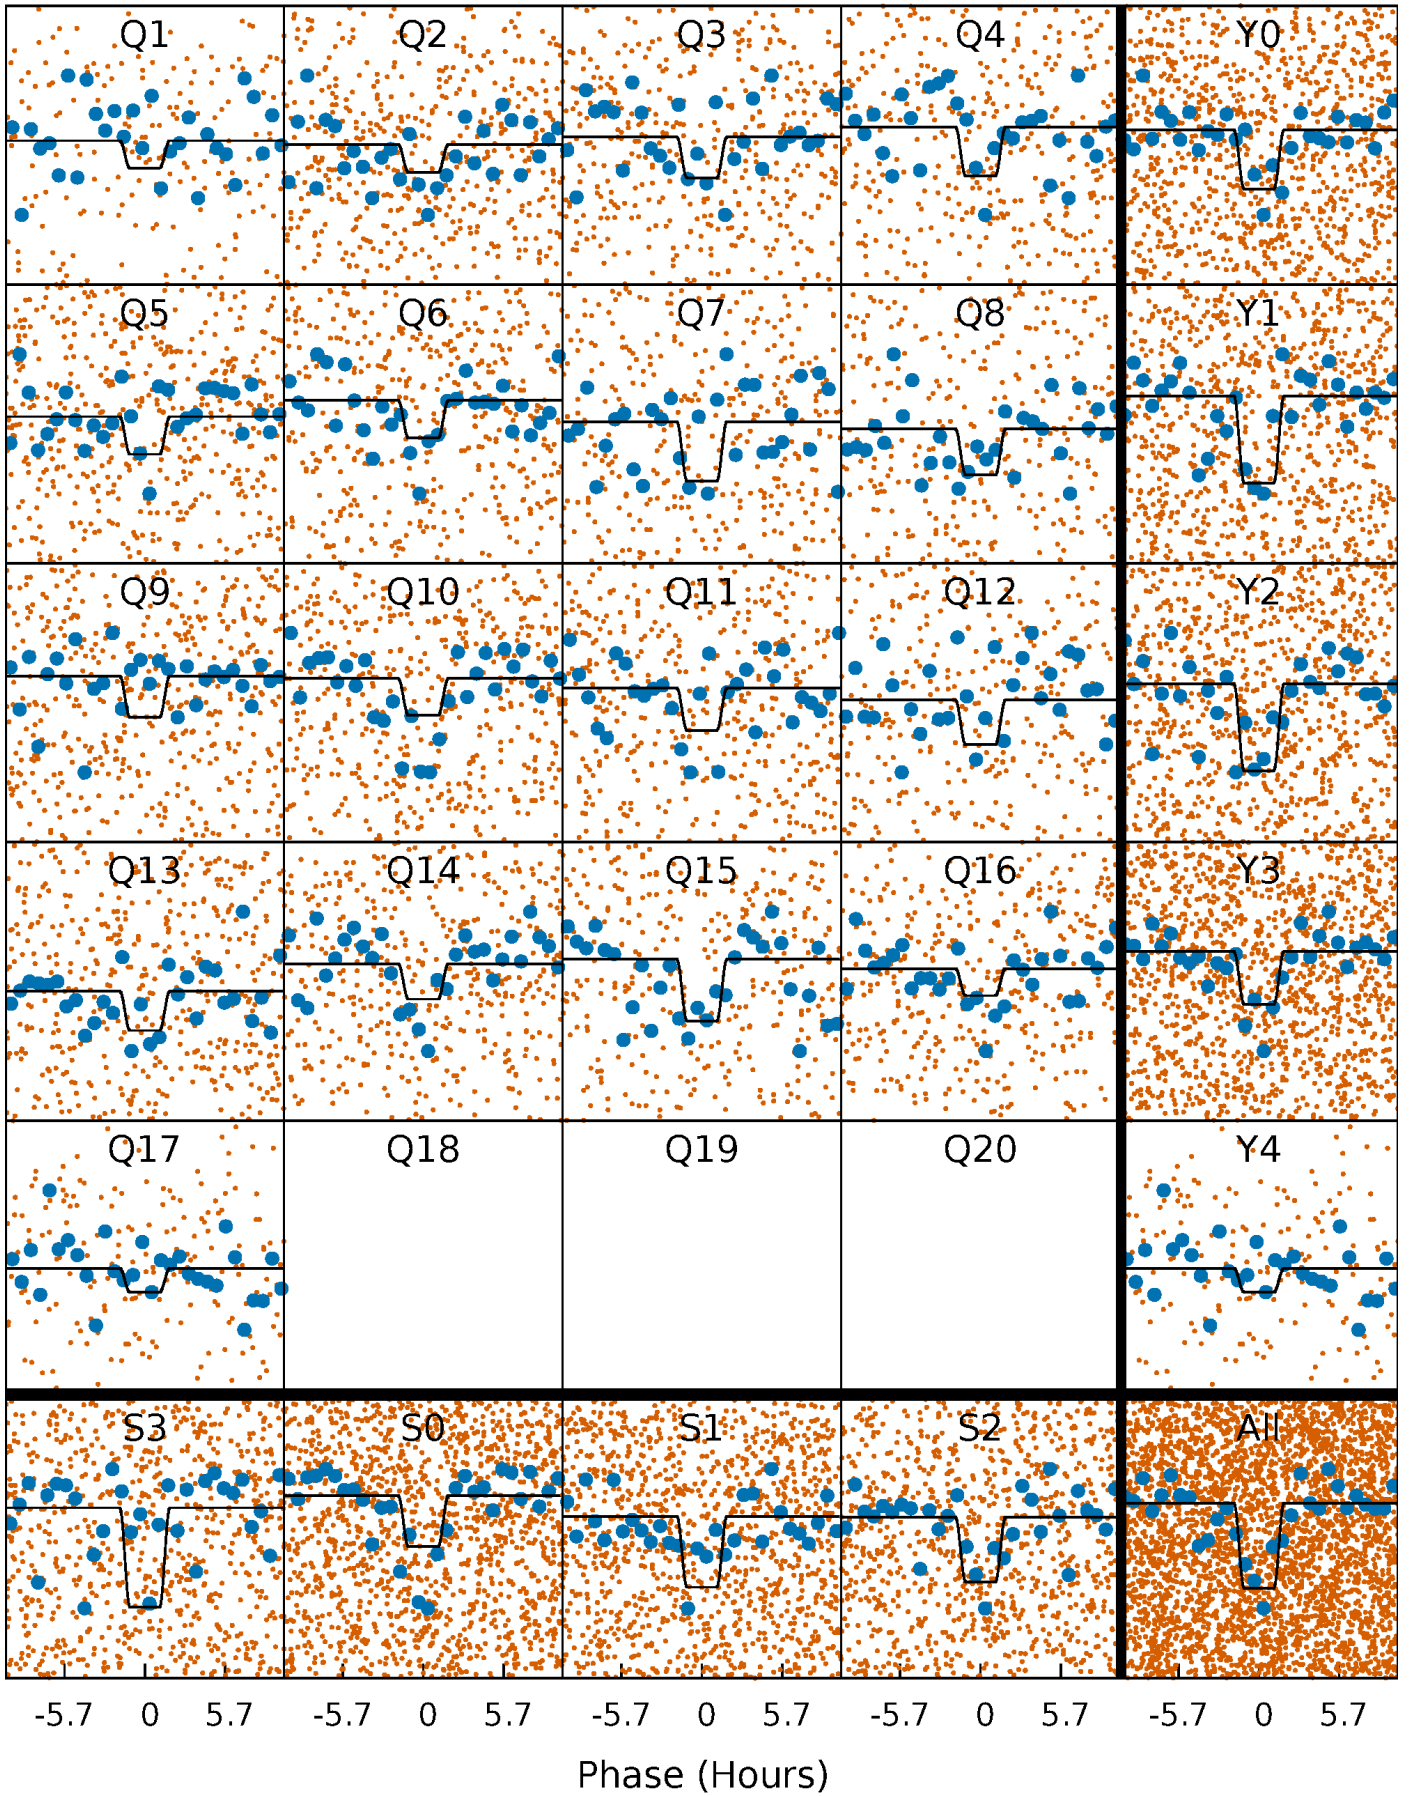 Q1 Q2 Q3 Q4 Y0
Q5 Q6 Q7 Q8 Y1
Q9 Q10 Q11 Q12 Y2
Q13 Q14 Q15 Q16 Y3
Q17 Q18 Q19 Q20 Y4
S3 S0 S1 S2 All
-5.7 0 5.7 -5.7 0 5.7 -5.7 0 5.7 -5.7 0 5.7 -5.7 0 5.7
Phase (Hours)